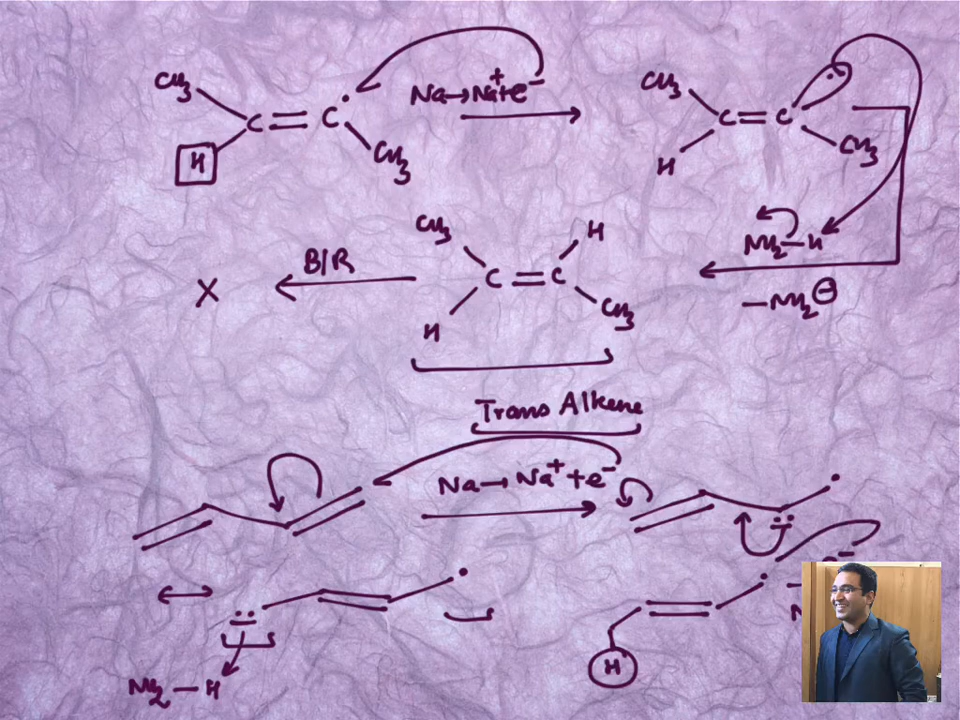 CH3 C = C· CH3 Na→Na⁺+e⁻
H
CH3 C = C CH3
H
NH2–H
–NH2⊖
CH3 H
X B/R C = C
H CH3
Trans Alkene
Na→Na⁺+e⁻
↔
NH2–H
H